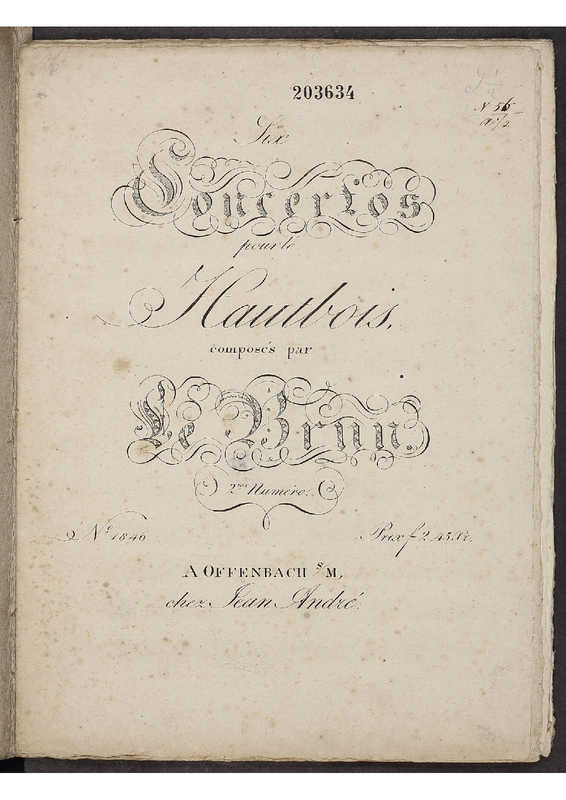 203634
N 56
Six
Concertos
pour le
Hautbois.
composés par
Le Brun.
2me Numéro.
No 1846
Prix f 2.45 Xr.
A OFFENBACH s/M,
chez Jean André.